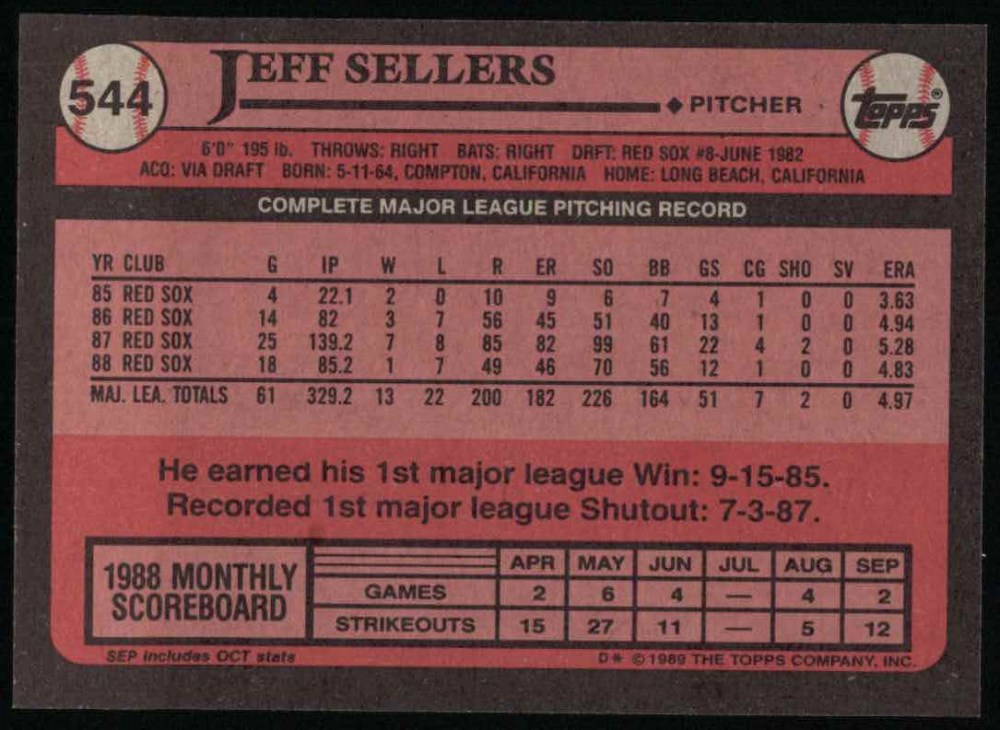 544
JEFF SELLERS
PITCHER
TOPPS®
6'0" 195 lb. THROWS: RIGHT BATS: RIGHT DRFT: RED SOX #8-JUNE 1982
ACQ: VIA DRAFT BORN: 5-11-64, COMPTON, CALIFORNIA HOME: LONG BEACH, CALIFORNIA
COMPLETE MAJOR LEAGUE PITCHING RECORD
YR CLUB G IP W L R ER SO BB GS CG SHO SV ERA
85 RED SOX 4 22.1 2 0 10 9 6 7 4 1 0 0 3.63
86 RED SOX 14 82 3 7 56 45 51 40 13 1 0 0 4.94
87 RED SOX 25 139.2 7 8 85 82 99 61 22 4 2 0 5.28
88 RED SOX 18 85.2 1 7 49 46 70 56 12 1 0 0 4.83
MAJ. LEA. TOTALS 61 329.2 13 22 200 182 226 164 51 7 2 0 4.97
He earned his 1st major league Win: 9-15-85.
Recorded 1st major league Shutout: 7-3-87.
1988 MONTHLY
SCOREBOARD
APR MAY JUN JUL AUG SEP
GAMES 2 6 4 — 4 2
STRIKEOUTS 15 27 11 — 5 12
SEP includes OCT stats
D* ©1989 THE TOPPS COMPANY, INC.